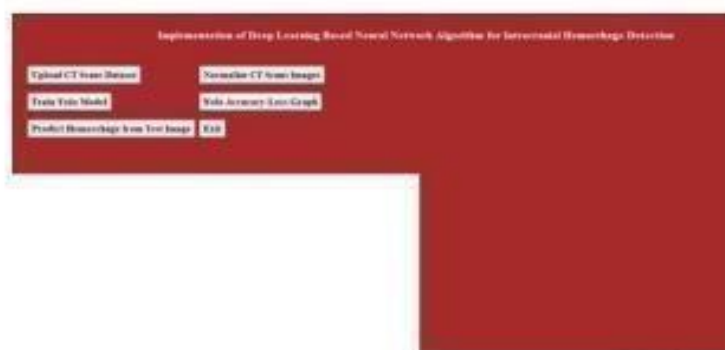 Implementation of Deep Learning Based Neural Network Algorithm for Intracranial Hemorrhage Detection
Upload CT Scans Dataset Normalize CT Scans Images
Train Yolo Model Yolo Accuracy-Loss Graph
Predict Hemorrhage from Test Image Exit